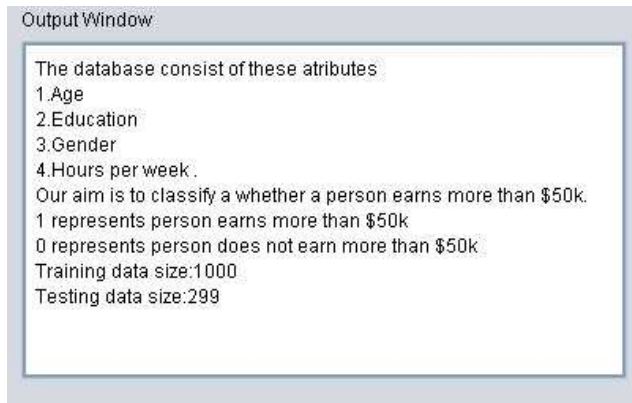 Output Window
The database consist of these atributes
1.Age
2.Education
3.Gender
4.Hours per week .
Our aim is to classify a whether a person earns more than $50k.
1 represents person earns more than $50k
0 represents person does not earn more than $50k
Training data size:1000
Testing data size:299